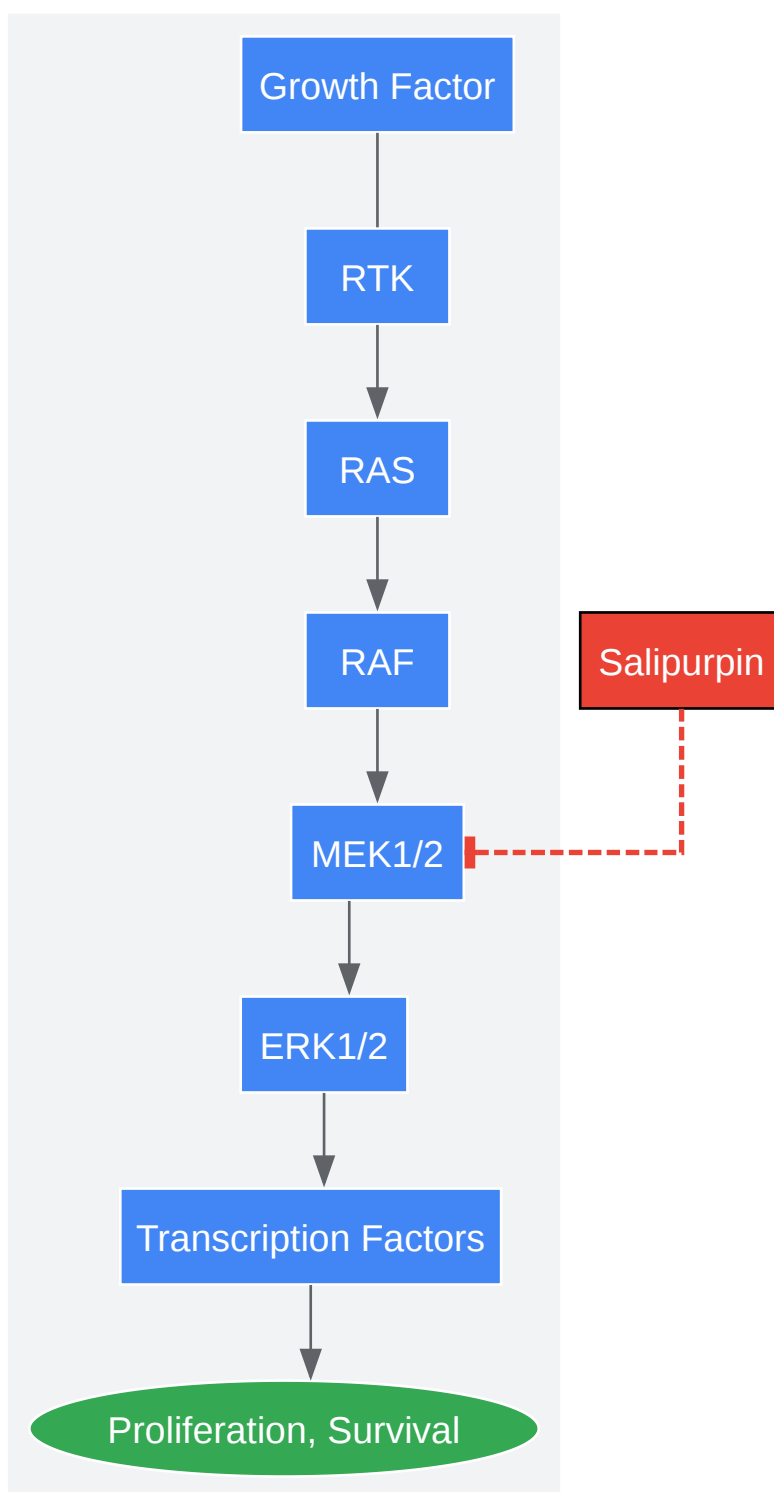 Growth Factor
RTK
RAS
RAF
Salipurpin
MEK1/2
ERK1/2
Transcription Factors
Proliferation, Survival